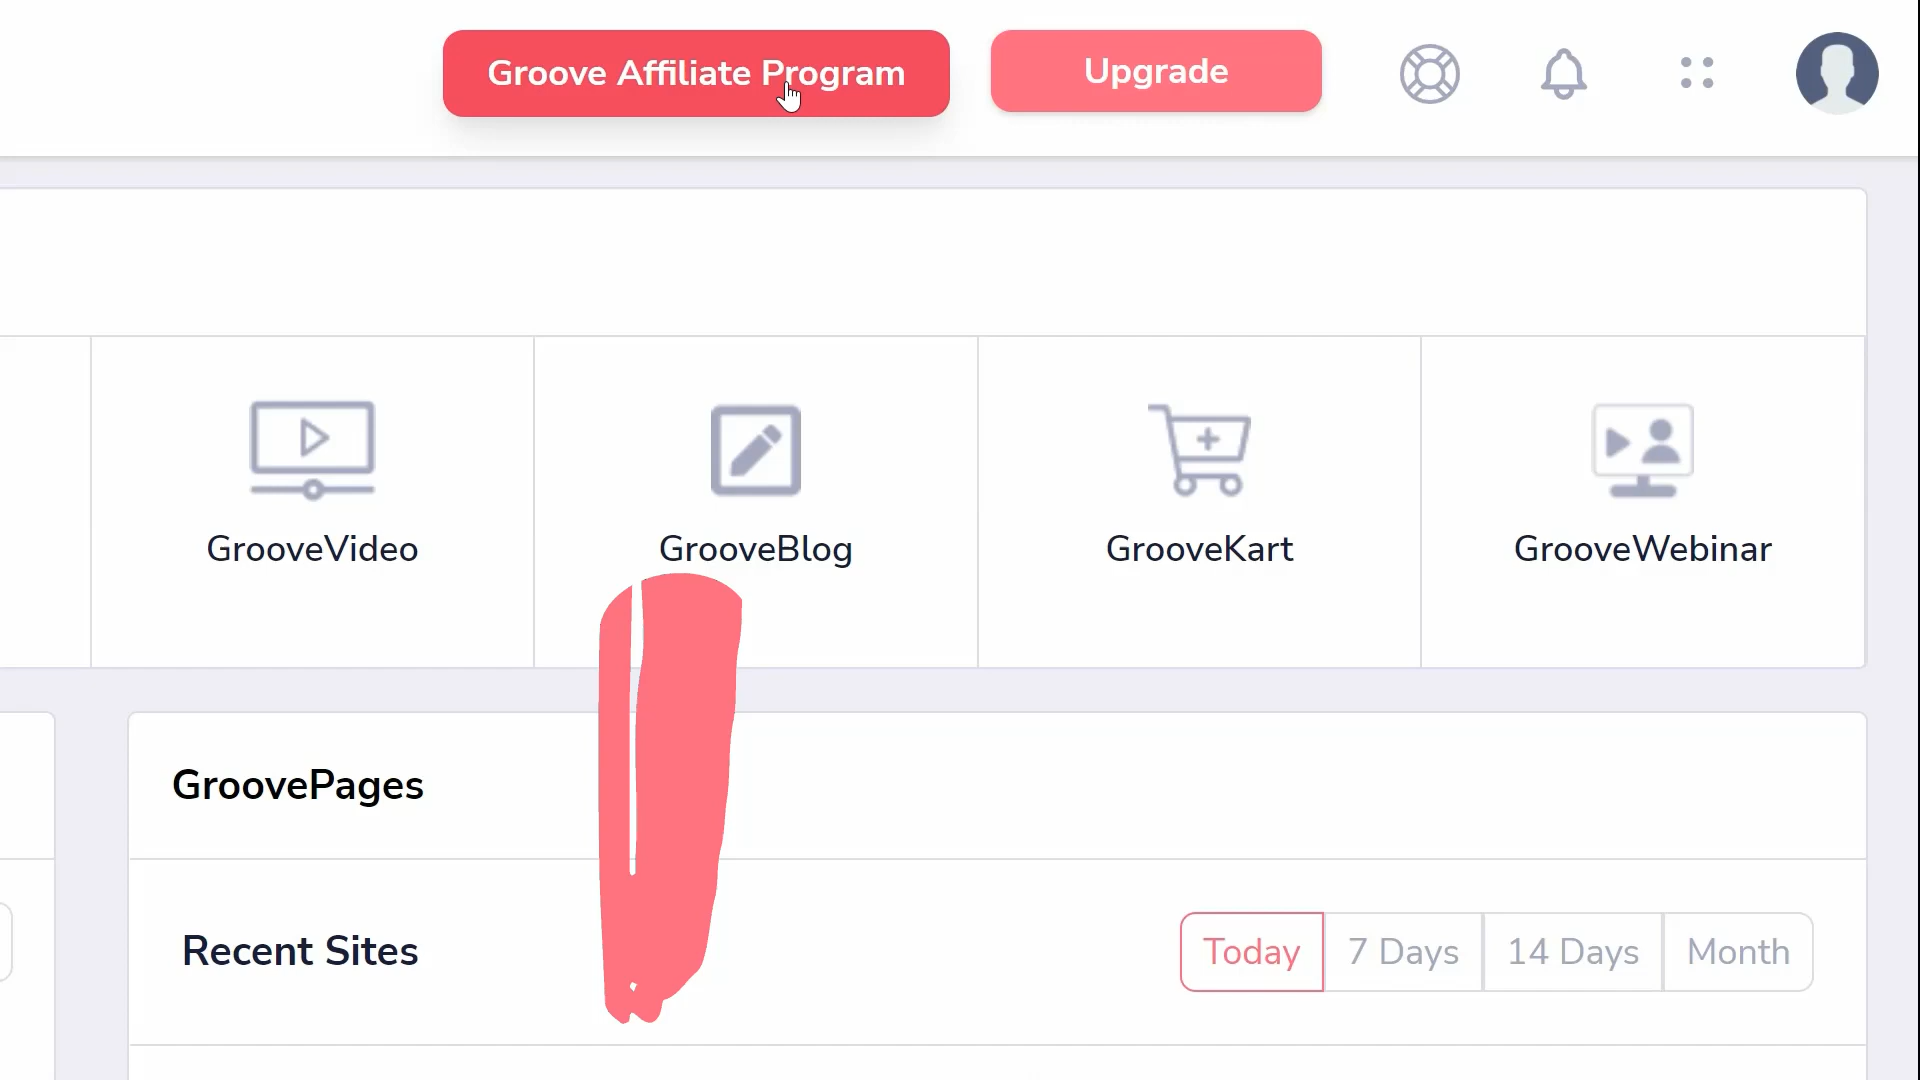 Groove Affiliate Program
Upgrade
GrooveVideo
GrooveBlog
GrooveKart
GrooveWebinar
GroovePages
Recent Sites
Today
7 Days
14 Days
Month